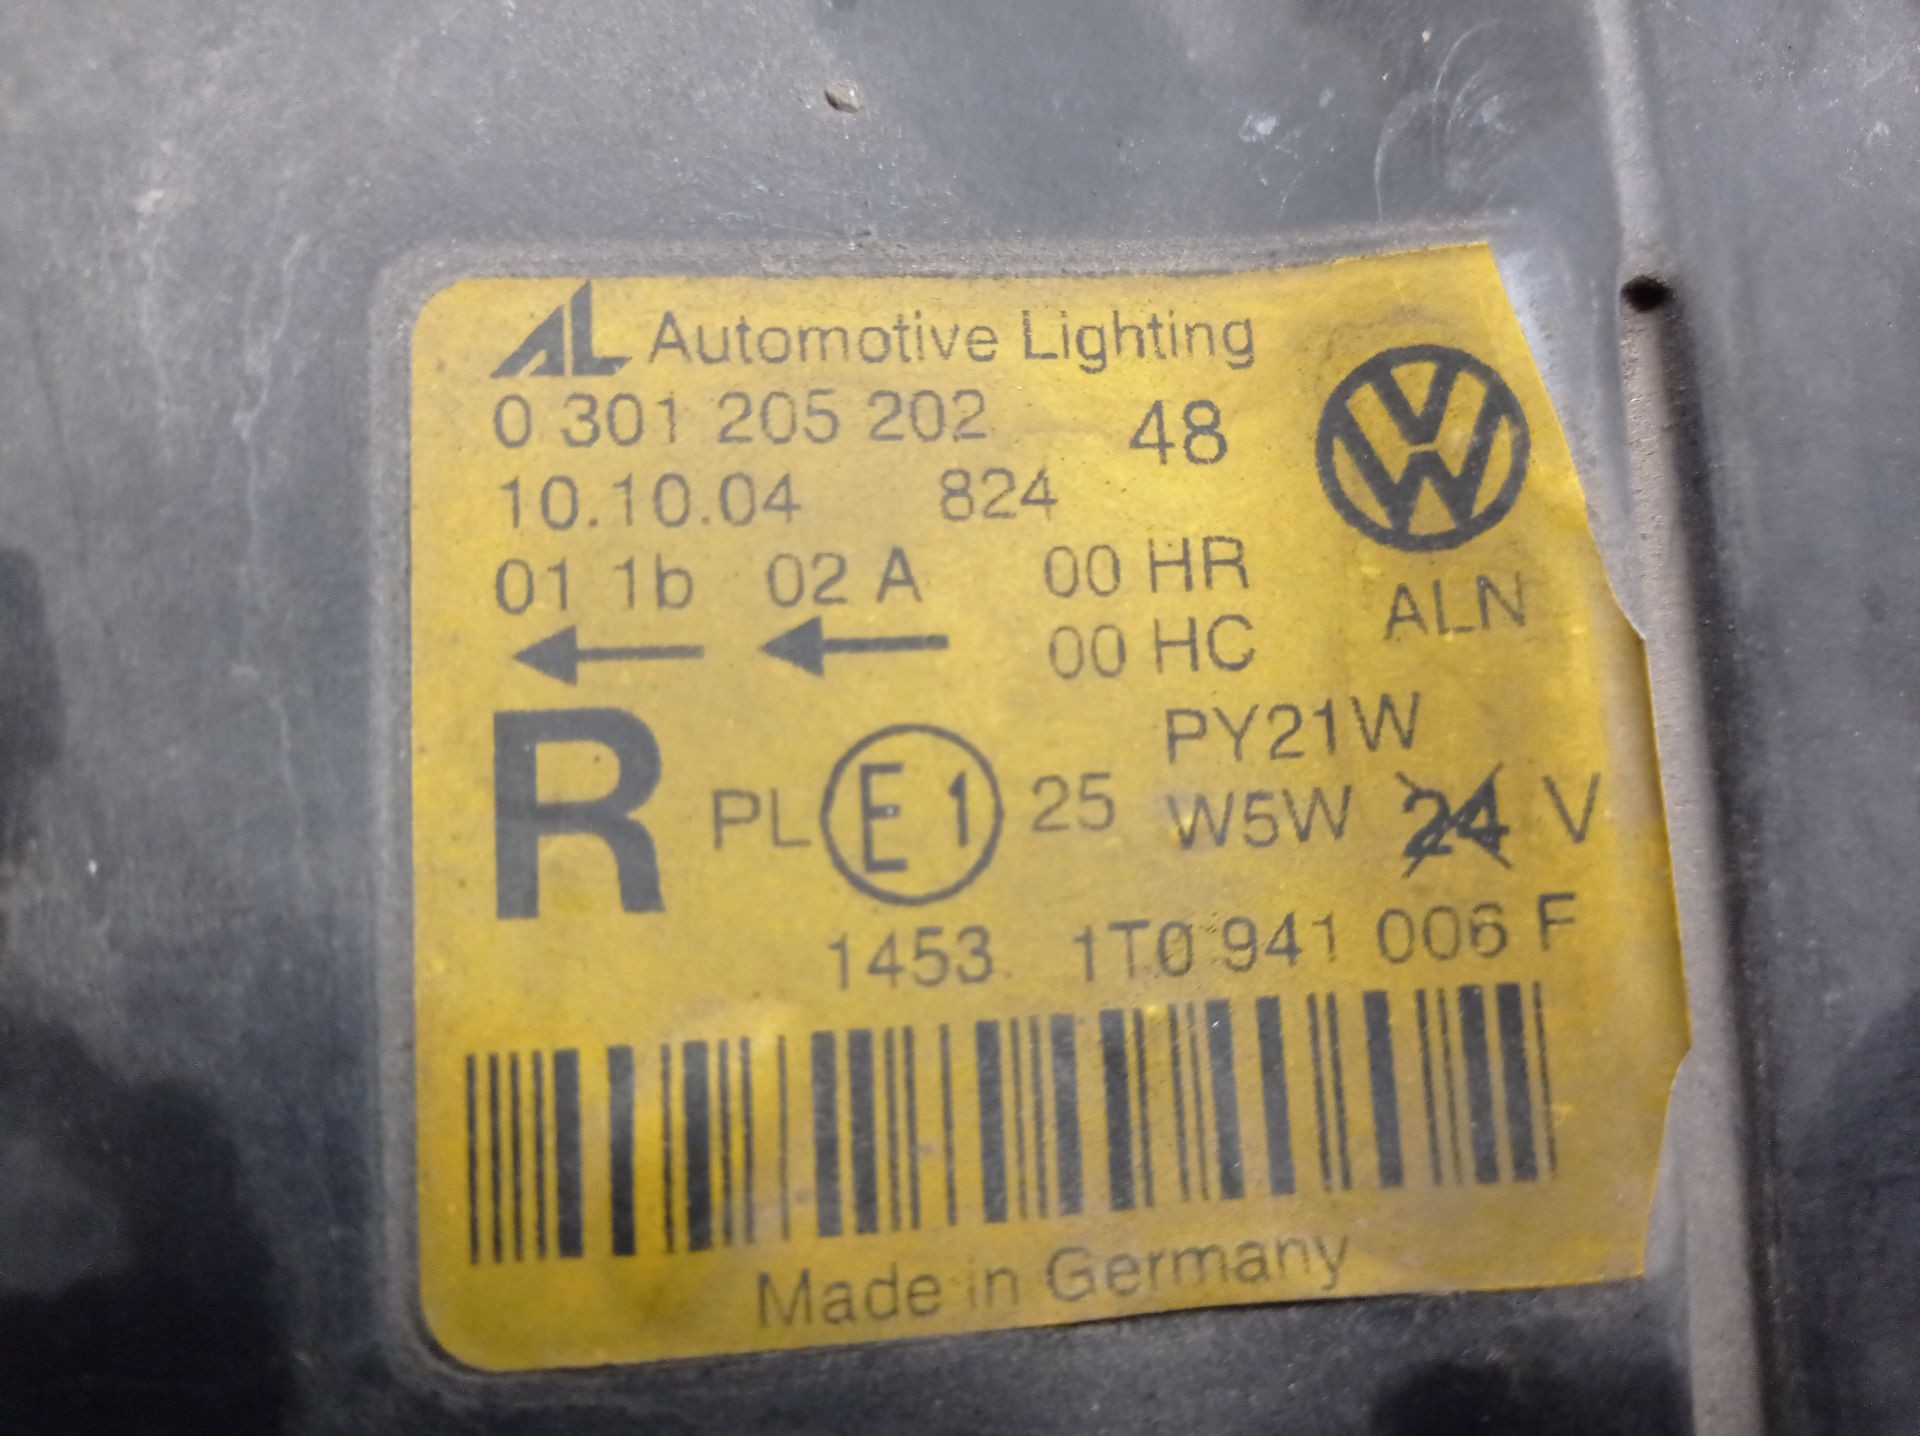 AL Automotive Lighting
0 301 205 202 48
10.10.04 824
01 1b 02 A 00 HR
ALN
00 HC
R PL E1 25 PY21W
W5W 24 V
1453 1T0 941 006 F
Made in Germany